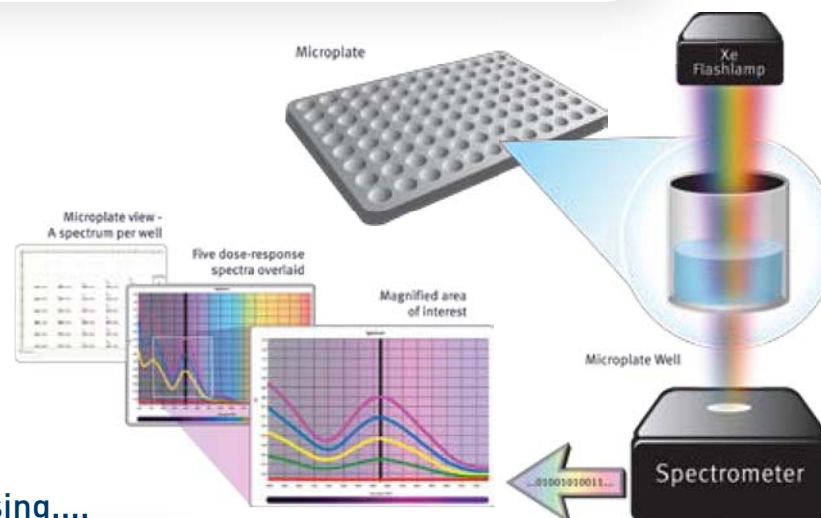 Microplate
Xe
Flashlamp
Microplate view -
A spectrum per well
Five dose-response
spectra overlaid
Magnified area
of interest
Microplate Well
...01001010011...
Spectrometer
sing....